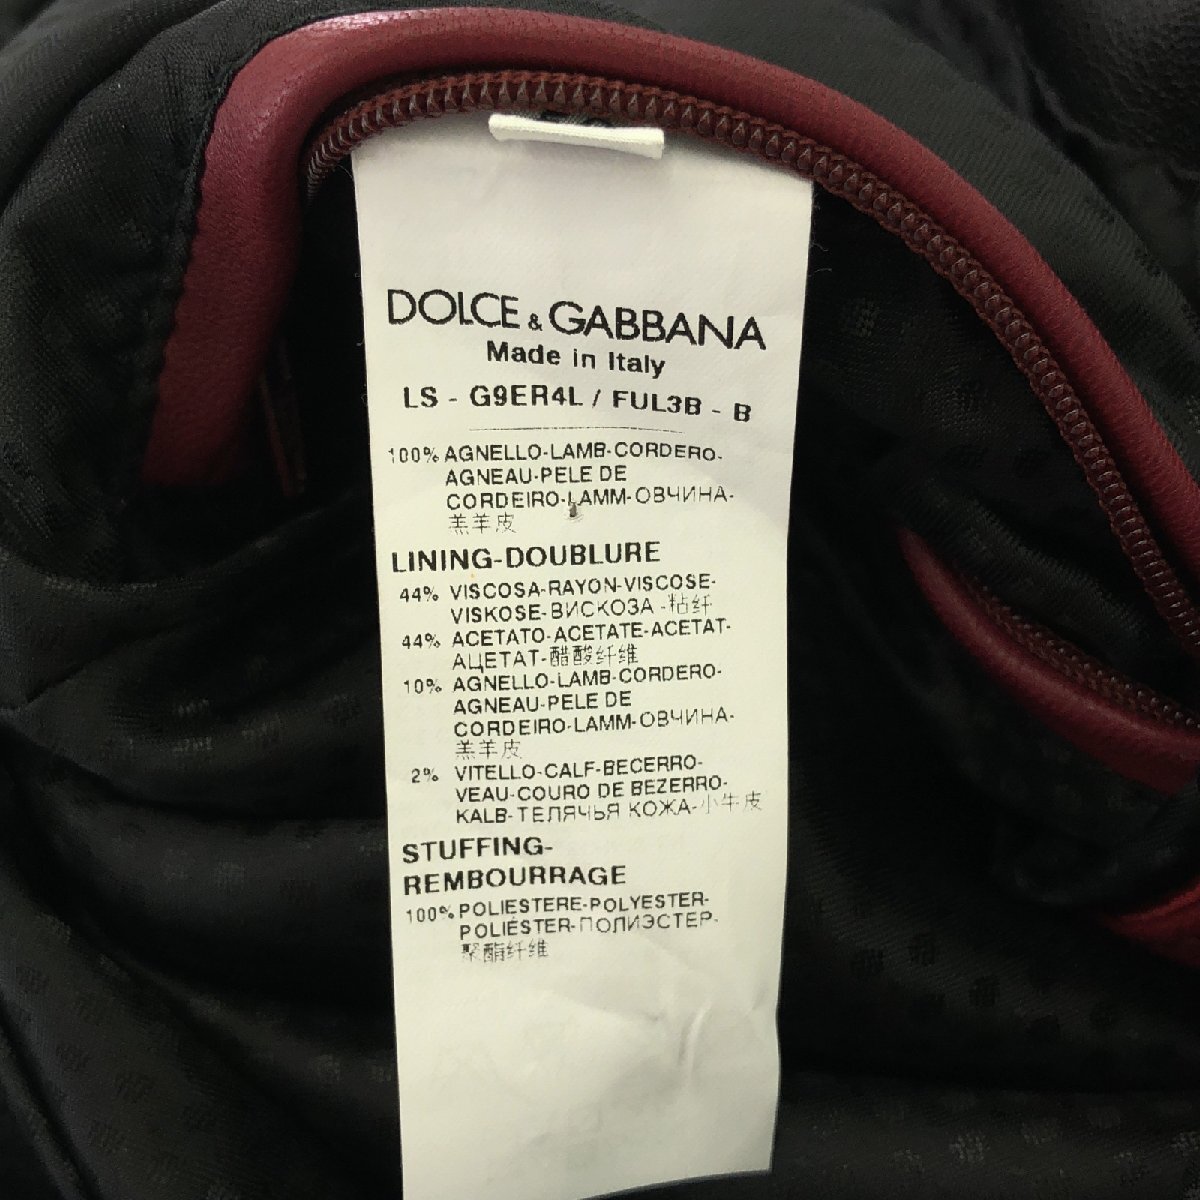 DOLCE & GABBANA
Made in Italy
LS - G9ER4L / FUL3B - B
100% AGNELLO-LAMB-CORDERO-
AGNEAU-PELE DE
CORDEIRO-LAMM-ОВЧИНА-
羔羊皮
LINING-DOUBLURE
44% VISCOSA-RAYON-VISCOSE-
VISKOSE-ВИСКОЗА-粘纤
44% ACETATO-ACETATE-ACETAT-
АЦЕТАТ-醋酸纤维
10% AGNELLO-LAMB-CORDERO-
AGNEAU-PELE DE
CORDEIRO-LAMM-ОВЧИНА-
羔羊皮
2% VITELLO-CALF-BECERRO-
VEAU-COURO DE BEZERRO-
KALB-ТЕЛЯЧЬЯ КОЖА-小牛皮
STUFFING-
REMBOURRAGE
100% POLIESTERE-POLYESTER-
POLIÉSTER-ПОЛИЭСТЕР-
聚酯纤维